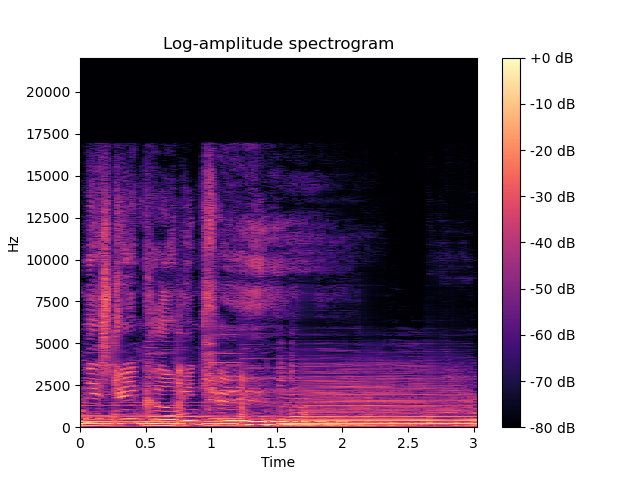 Log-amplitude spectrogram
Hz
20000
17500
15000
12500
10000
7500
5000
2500
0
0 0.5 1 1.5 2 2.5 3
Time
+0 dB
-10 dB
-20 dB
-30 dB
-40 dB
-50 dB
-60 dB
-70 dB
-80 dB